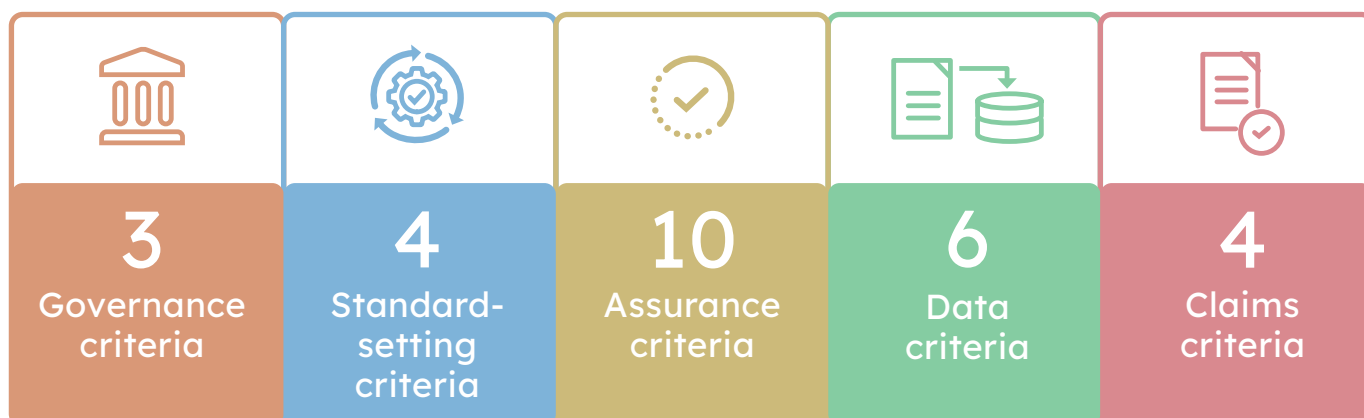 3
Governance
criteria
4
Standard-
setting
criteria
10
Assurance
criteria
6
Data
criteria
4
Claims
criteria